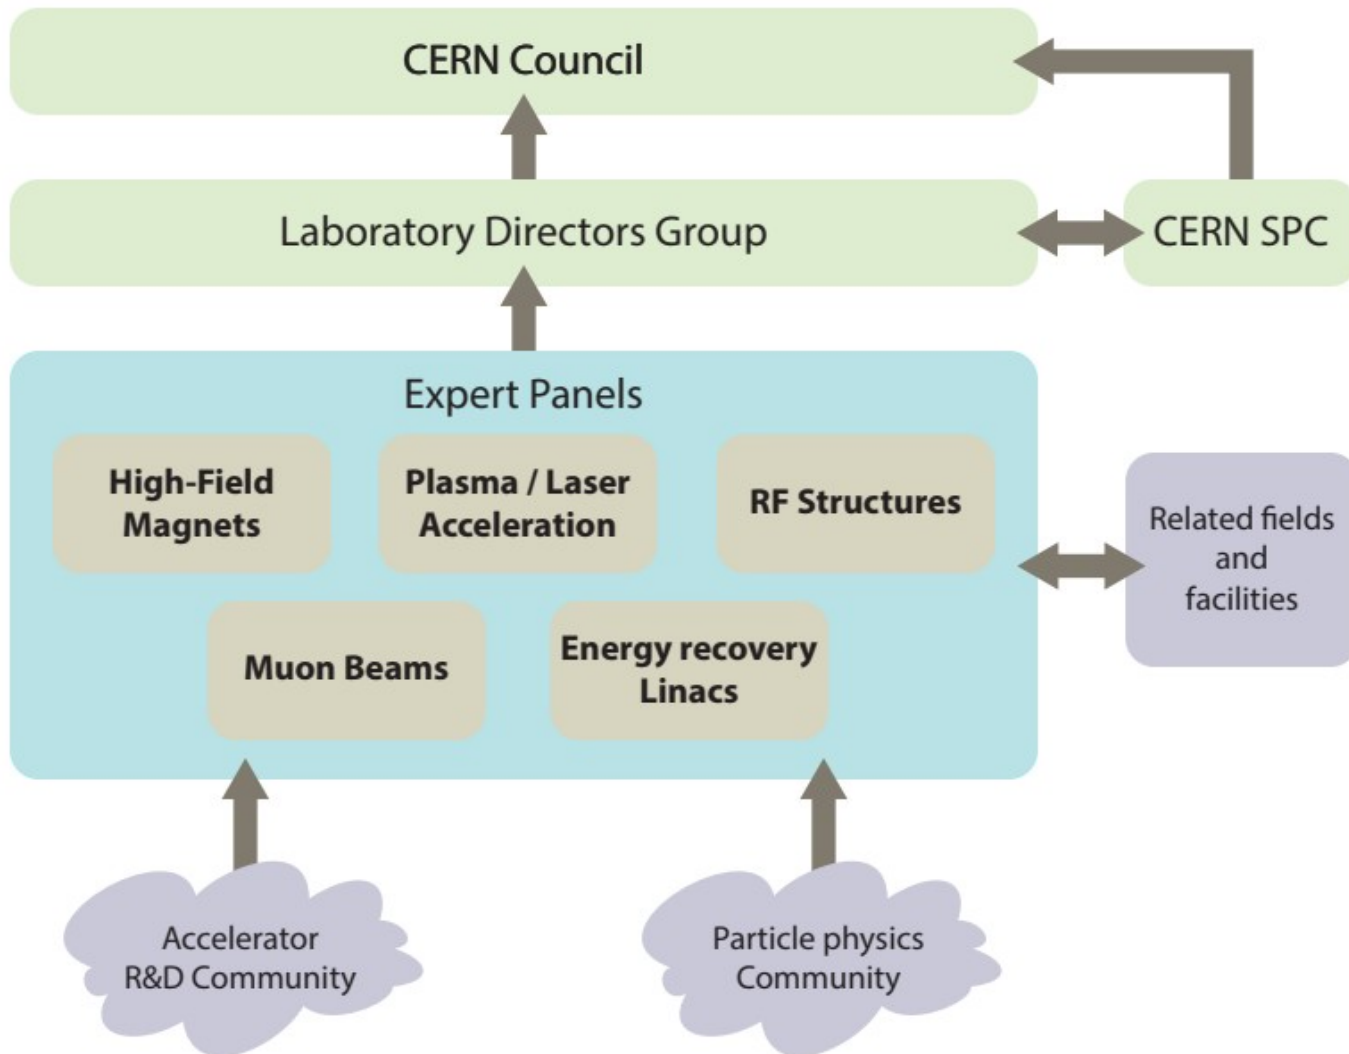 CERN Council
Laboratory Directors Group
CERN SPC
Expert Panels
High-Field
Magnets
Plasma / Laser
Acceleration
RF Structures
Muon Beams
Energy recovery
Linacs
Related fields
and
facilities
Accelerator
R&D Community
Particle physics
Community